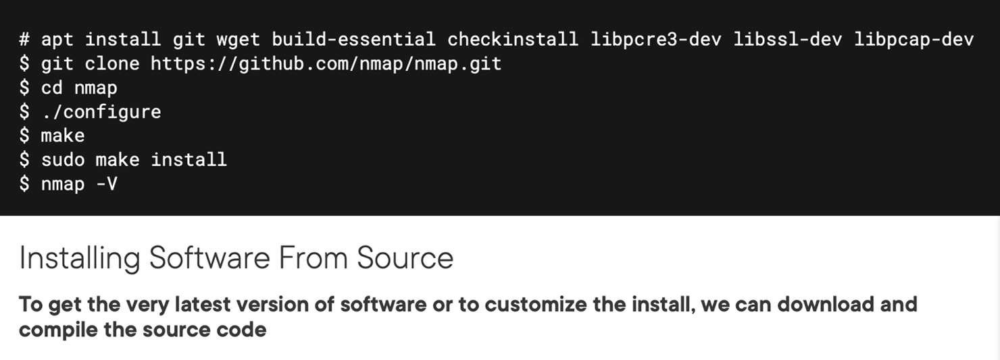 # apt install git wget build-essential checkinstall libpcre3-dev libssl-dev libpcap-dev
$ git clone https://github.com/nmap/nmap.git
$ cd nmap
$ ./configure
$ make
$ sudo make install
$ nmap -V
Installing Software From Source
To get the very latest version of software or to customize the install, we can download and
compile the source code